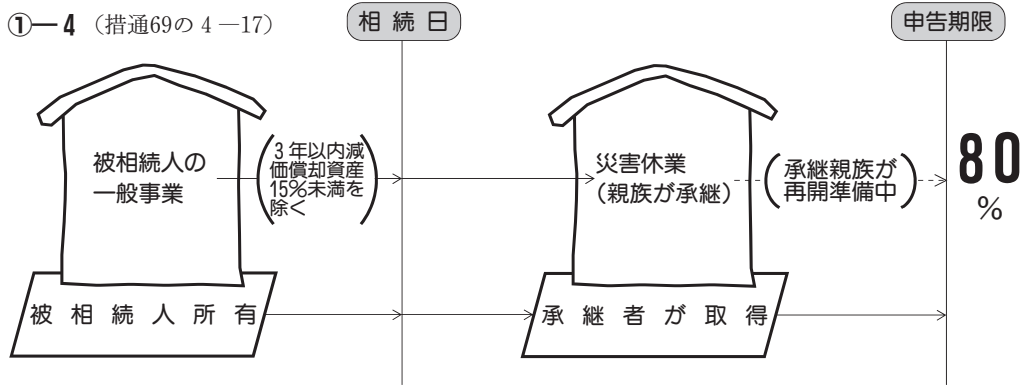 ①—4 (措通69の4—17)
相続日
申告期限
被相続人の
一般事業
(3年以内減
価償却資産
15%未満を
除く)
災害休業
(親族が承継)
(承継親族が
再開準備中)
80
%
被相続人所有
承継者が取得